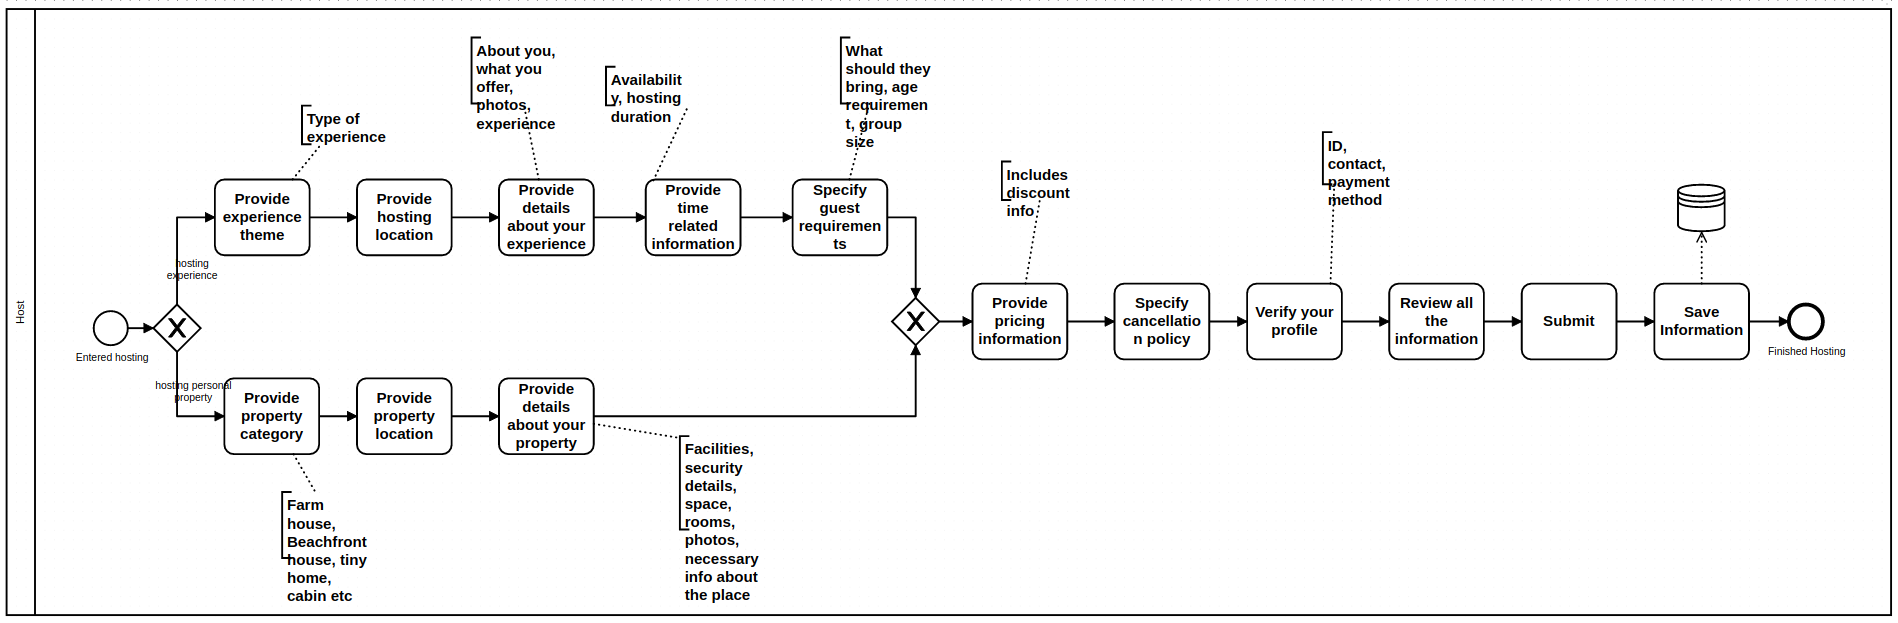 Host
About you,
what you
offer,
photos,
experience
Availabilit
y, hosting
duration
What
should they
bring, age
requiremen
t, group
size
Type of
experience
Includes
discount
info
ID,
contact,
payment
method
Provide
experience
theme
Provide
hosting
location
Provide
details
about your
experience
Provide
time
related
information
Specify
guest
requiremen
ts
hosting
experience
X
Entered hosting
hosting personal
property
X
Provide
pricing
information
Specify
cancellatio
n policy
Verify your
profile
Review all
the
information
Submit
Save
Information
Finished Hosting
Provide
property
category
Provide
property
location
Provide
details
about your
property
Farm
house,
Beachfront
house, tiny
home,
cabin etc
Facilities,
security
details,
space,
rooms,
photos,
necessary
info about
the place